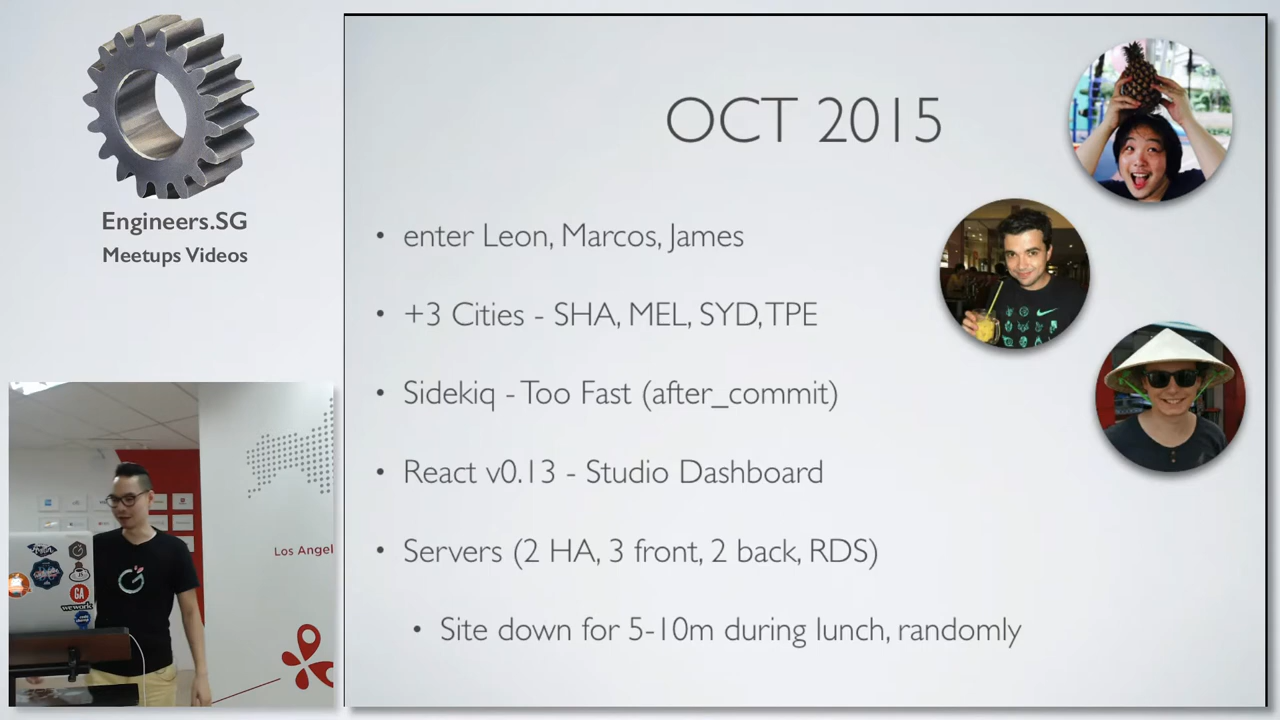 Engineers.SG
Meetups Videos
OCT 2015
• enter Leon, Marcos, James
• +3 Cities - SHA, MEL, SYD, TPE
• Sidekiq - Too Fast (after_commit)
• React v0.13 - Studio Dashboard
• Servers (2 HA, 3 front, 2 back, RDS)
• Site down for 5-10m during lunch, randomly
Los Angel
GA
wework